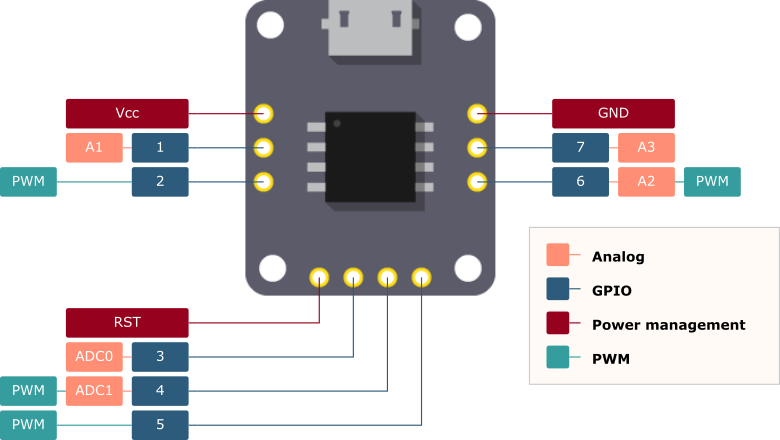 Vcc
GND
A1 1
7 A3
PWM 2
6 A2 PWM
Analog
GPIO
Power management
PWM
RST
ADC0 3
PWM ADC1 4
PWM 5